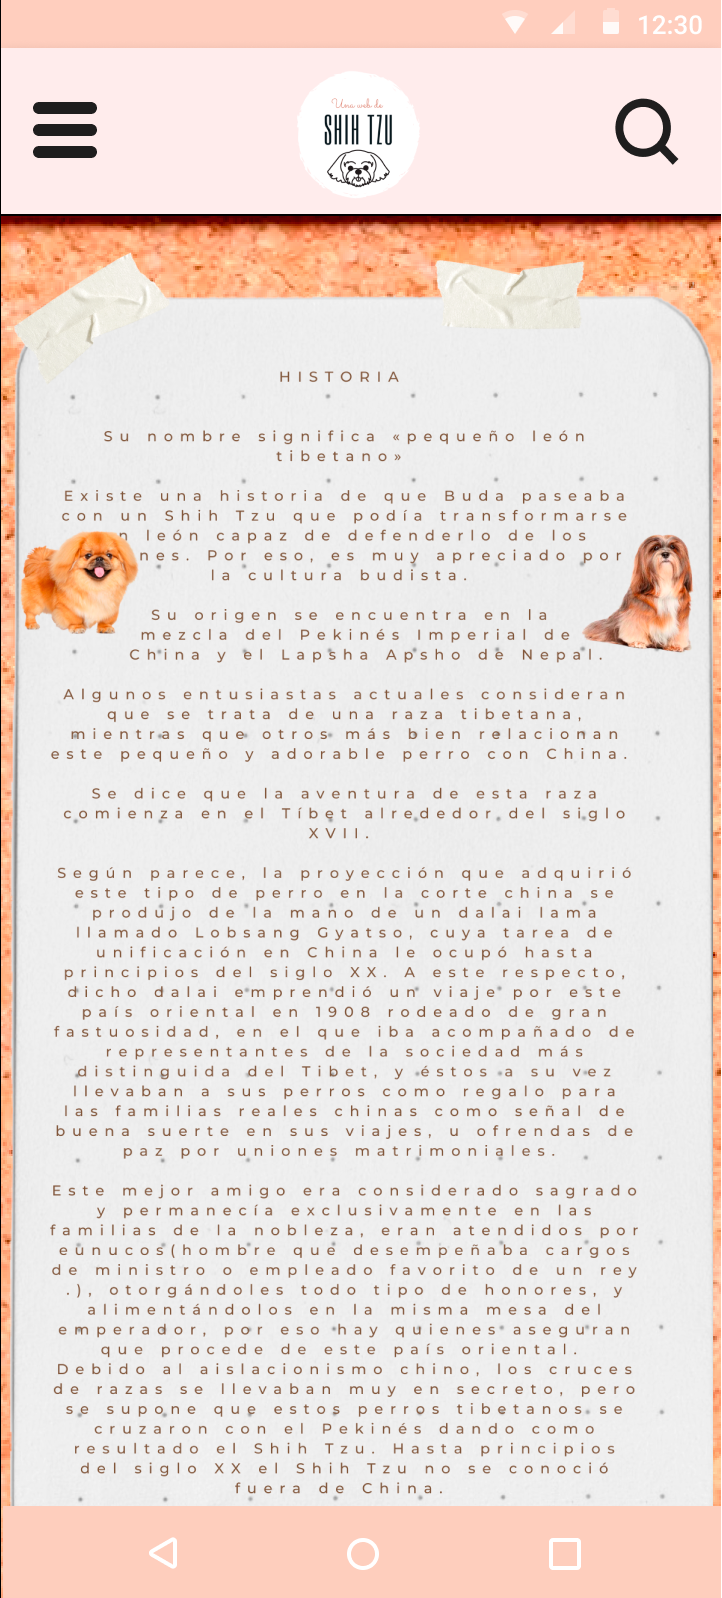 12:30
Una web de
SHIH TZU
HISTORIA
Su nombre significa «pequeño león
tibetano»
Existe una historia de que Buda paseaba
con un Shih Tzu que podía transformarse
león capaz de defenderlo de los
Por eso, es muy apreciado por
la cultura budista.
Su origen se encuentra en la
mezcla del Pekinés Imperial de
China y el Lapsha Apsho de Nepal.
Algunos entusiastas actuales consideran
que se trata de una raza tibetana,
mientras que otros más bien relacionan
este pequeño y adorable perro con China.
Se dice que la aventura de esta raza
comienza en el Tíbet alrededor del siglo
XVII.
Según parece, la proyección que adquirió
este tipo de perro en la corte china se
produjo de la mano de un dalai lama
llamado Lobsang Gyatso, cuya tarea de
unificación en China le ocupó hasta
principios del siglo XX. A este respecto,
dicho dalai emprendió un viaje por este
país oriental en 1908 rodeado de gran
fastuosidad, en el que iba acompañado de
representantes de la sociedad más
distinguida del Tibet, y éstos a su vez
llevaban a sus perros como regalo para
las familias reales chinas como señal de
buena suerte en sus viajes, u ofrendas de
paz por uniones matrimoniales.
Este mejor amigo era considerado sagrado
y permanecía exclusivamente en las
familias de la nobleza, eran atendidos por
eunucos(hombre que desempeñaba cargos
de ministro o empleado favorito de un rey
.), otorgándoles todo tipo de honores, y
alimentándolos en la misma mesa del
emperador, por eso hay quienes aseguran
que procede de este país oriental.
Debido al aislacionismo chino, los cruces
de razas se llevaban muy en secreto, pero
se supone que estos perros tibetanos se
cruzaron con el Pekinés dando como
resultado el Shih Tzu. Hasta principios
del siglo XX el Shih Tzu no se conoció
fuera de China.